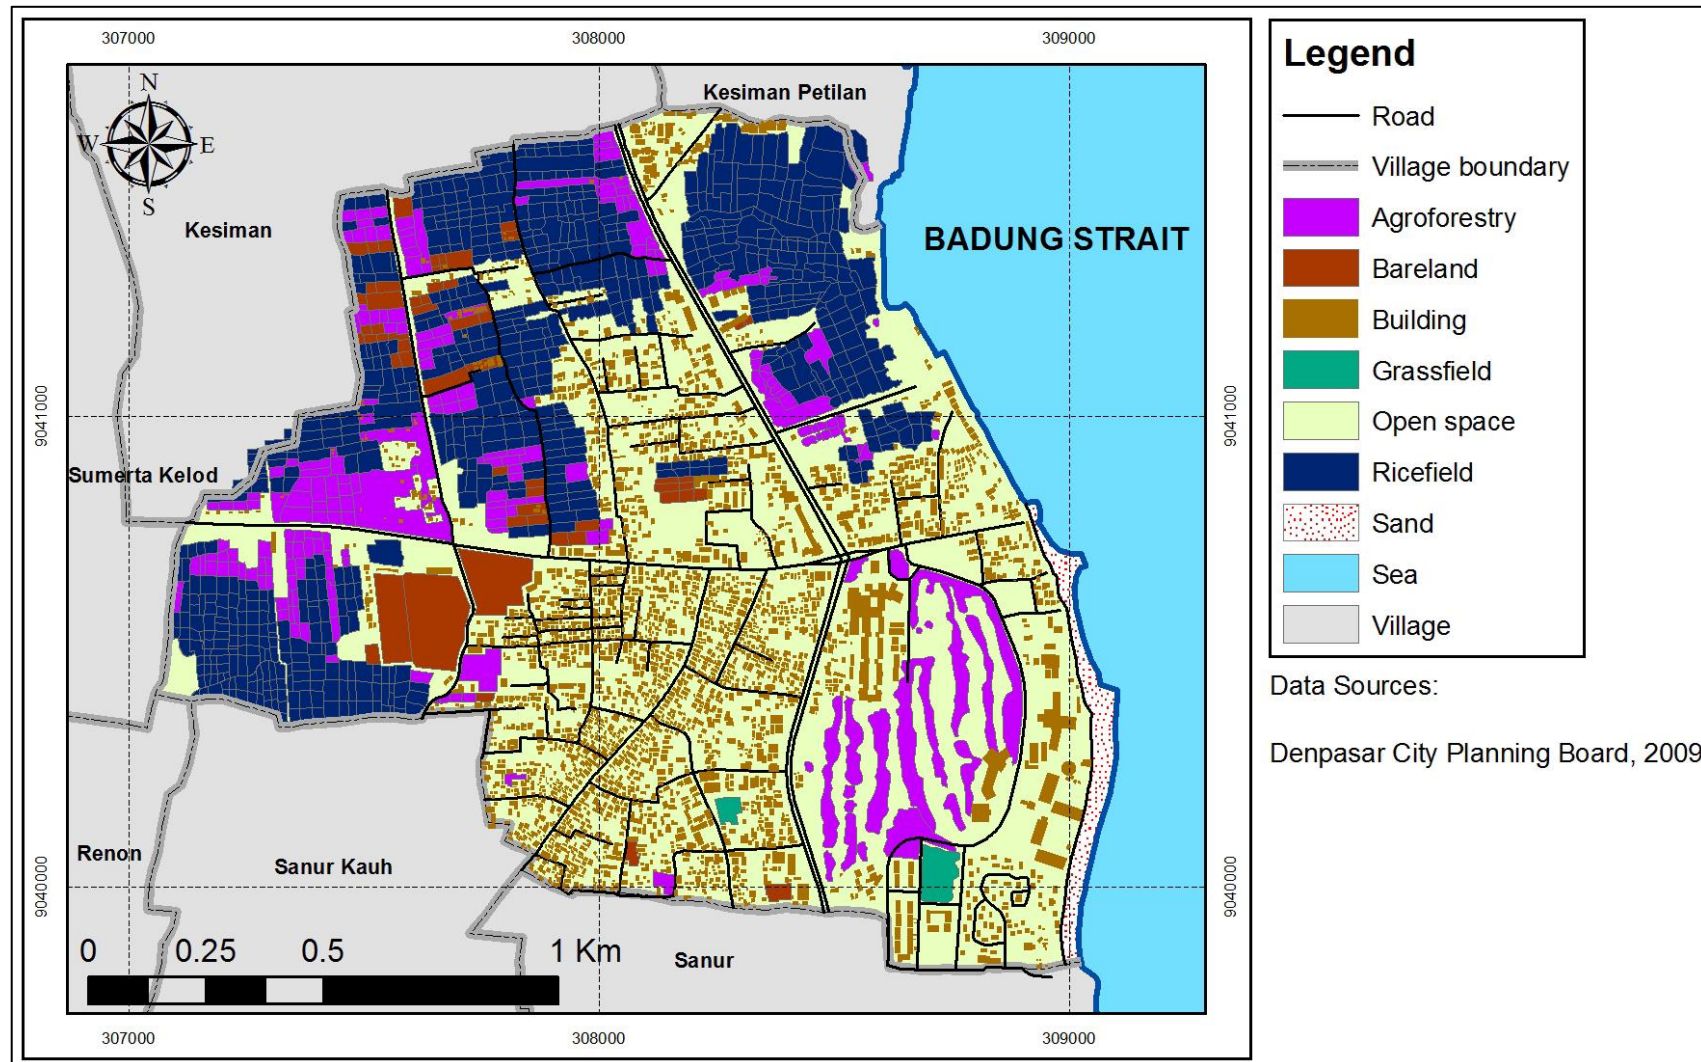 307000
308000
309000
N
W
E
S
Kesiman Petilan
Kesiman
BADUNG STRAIT
9041000
9041000
Sumerta Kelod
Renon
Sanur Kauh
9040000
9040000
Sanur
0
0.25
0.5
1 Km
307000
308000
309000
Legend
Road
Village boundary
Agroforestry
Bareland
Building
Grassfield
Open space
Ricefield
Sand
Sea
Village
Data Sources:
Denpasar City Planning Board, 2009